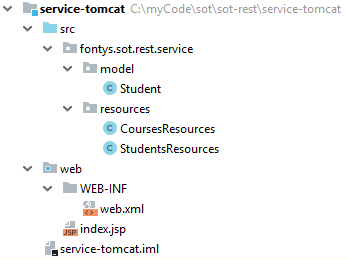 service-tomcat C:\myCode\sot\sot-rest\service-tomcat
src
fontys.sot.rest.service
model
Student
resources
CoursesResources
StudentsResources
web
WEB-INF
web.xml
index.jsp
service-tomcat.iml